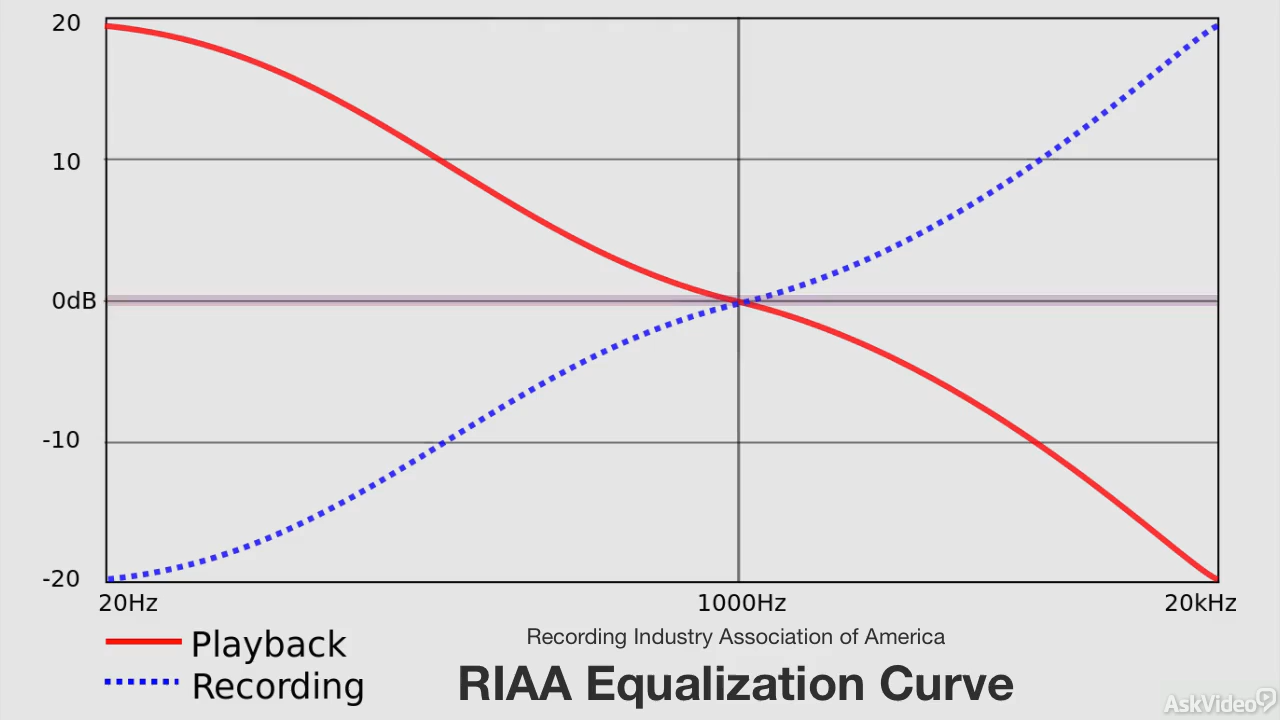 20
10
0dB
-10
-20
20Hz
1000Hz
20kHz
Playback
Recording
Recording Industry Association of America
RIAA Equalization Curve
AskVideo